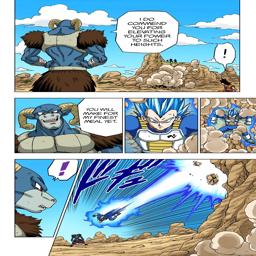 I DO
COMMEND
YOU FOR
ELEVATING
YOUR POWER
TO SUCH
HEIGHTS.
!
YOU WILL
MAKE FOR
MY FINEST
MEAL YET.
!